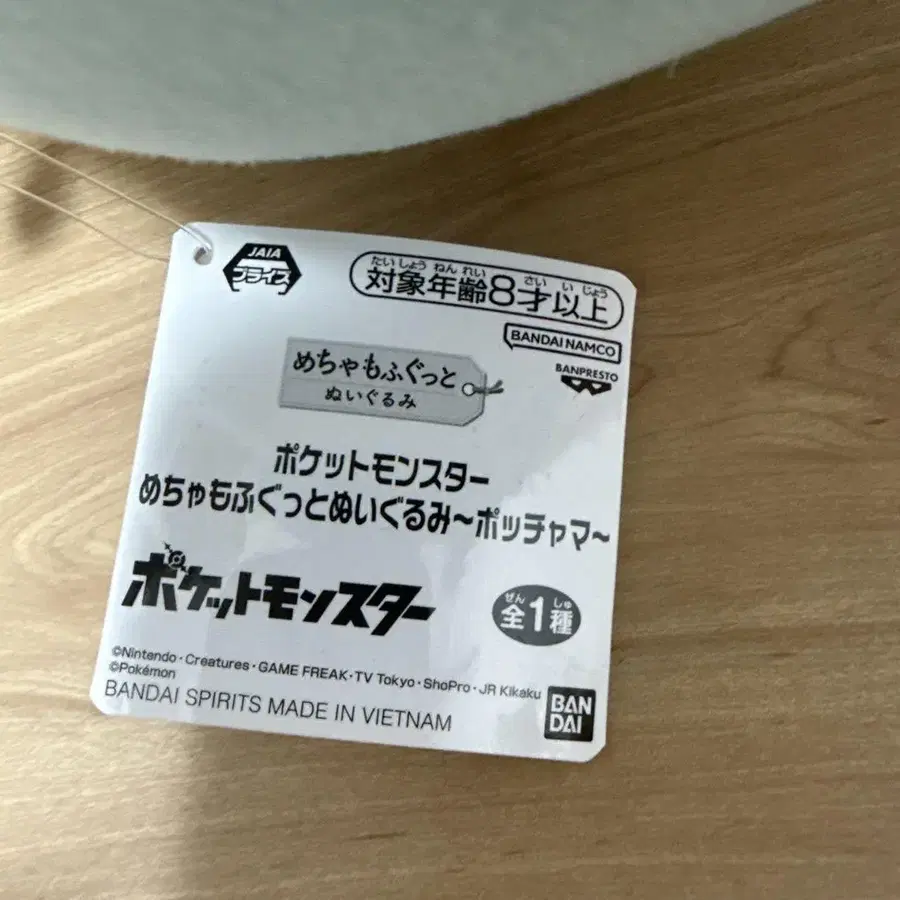 JAIA
プライズ
たいしょうねんれい さいいじょう
対象年齢8才以上
BANDAI NAMCO
BANPRESTO
めちゃもふぐっと
ぬいぐるみ
ポケットモンスター
めちゃもふぐっとぬいぐるみ～ポッチャマ～
ポケットモンスター
ぜん しゅ
全1種
©Nintendo・Creatures・GAME FREAK・TV Tokyo・ShoPro・JR Kikaku
©Pokémon
BANDAI SPIRITS MADE IN VIETNAM
BAN
DAI